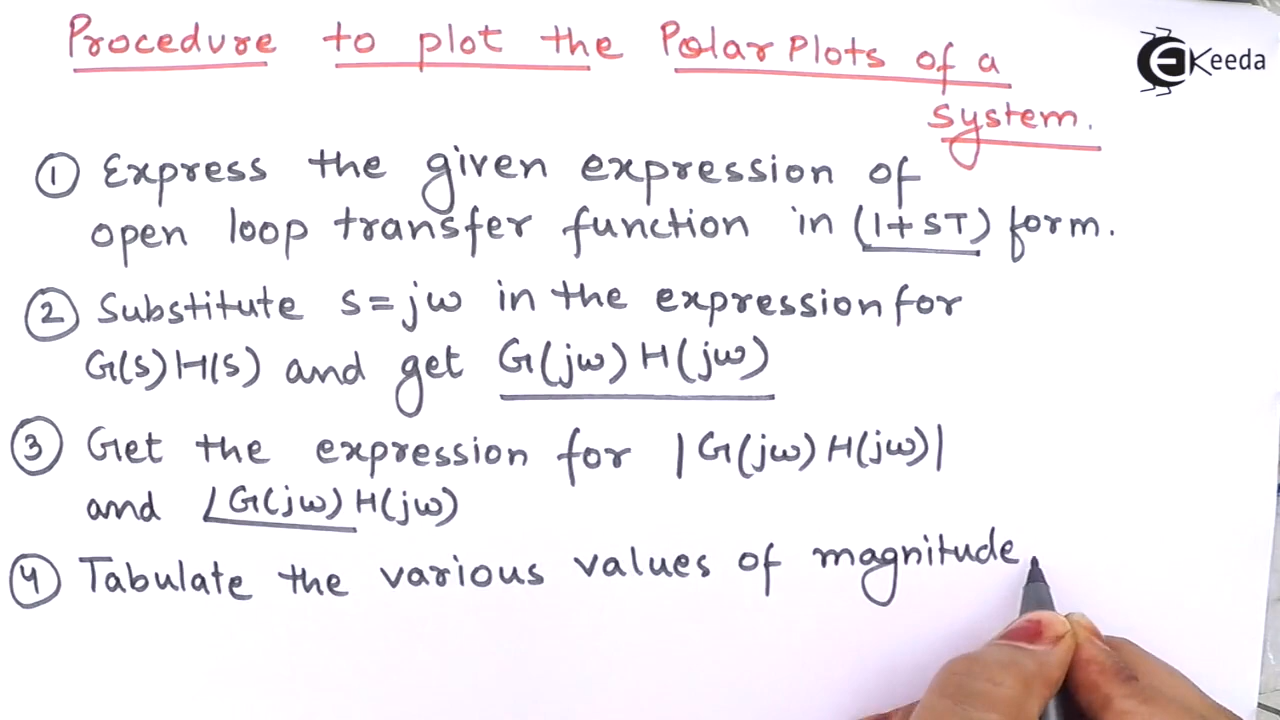 Procedure to plot the Polar Plots of a
system.
EKeeda
① Express the given expression of
open loop transfer function in (1+ST) form.
② Substitute s=jω in the expression for
G(s)H(s) and get G(jω)H(jω)
③ Get the expression for |G(jω)H(jω)|
and ∠G(jω)H(jω)
④ Tabulate the various values of magnitude